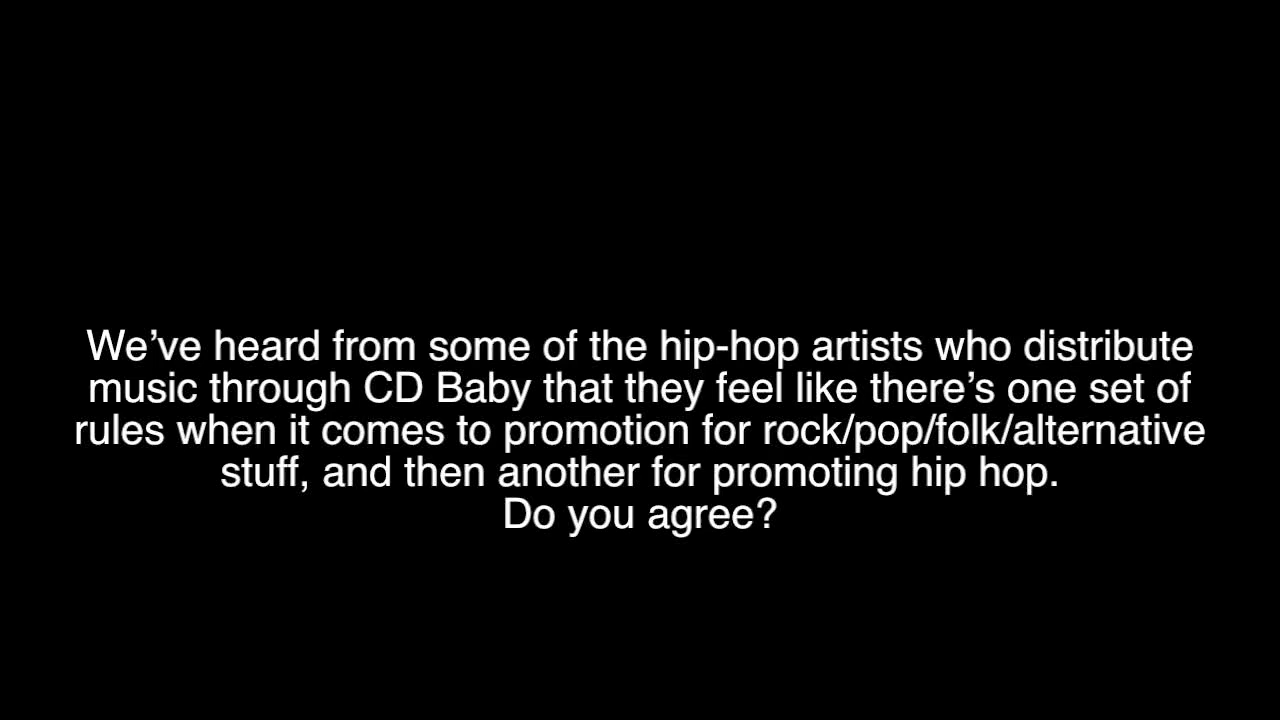 We’ve heard from some of the hip-hop artists who distribute
music through CD Baby that they feel like there’s one set of
rules when it comes to promotion for rock/pop/folk/alternative
stuff, and then another for promoting hip hop.
Do you agree?